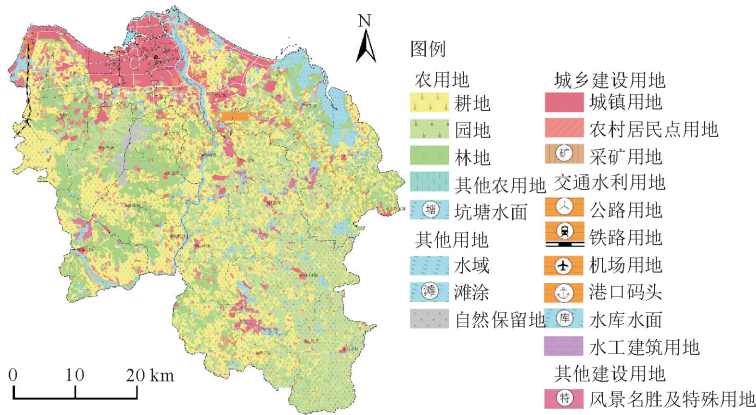 N
图例
农用地
耕地
园地
林地
其他农用地
塘 坑塘水面
其他用地
水域
滩 滩涂
自然保留地
城乡建设用地
城镇用地
农村居民点用地
矿 采矿用地
交通水利用地
公路用地
铁路用地
机场用地
港口码头
库 水库水面
水工建筑用地
其他建设用地
特 风景名胜及特殊用地
0 10 20 km